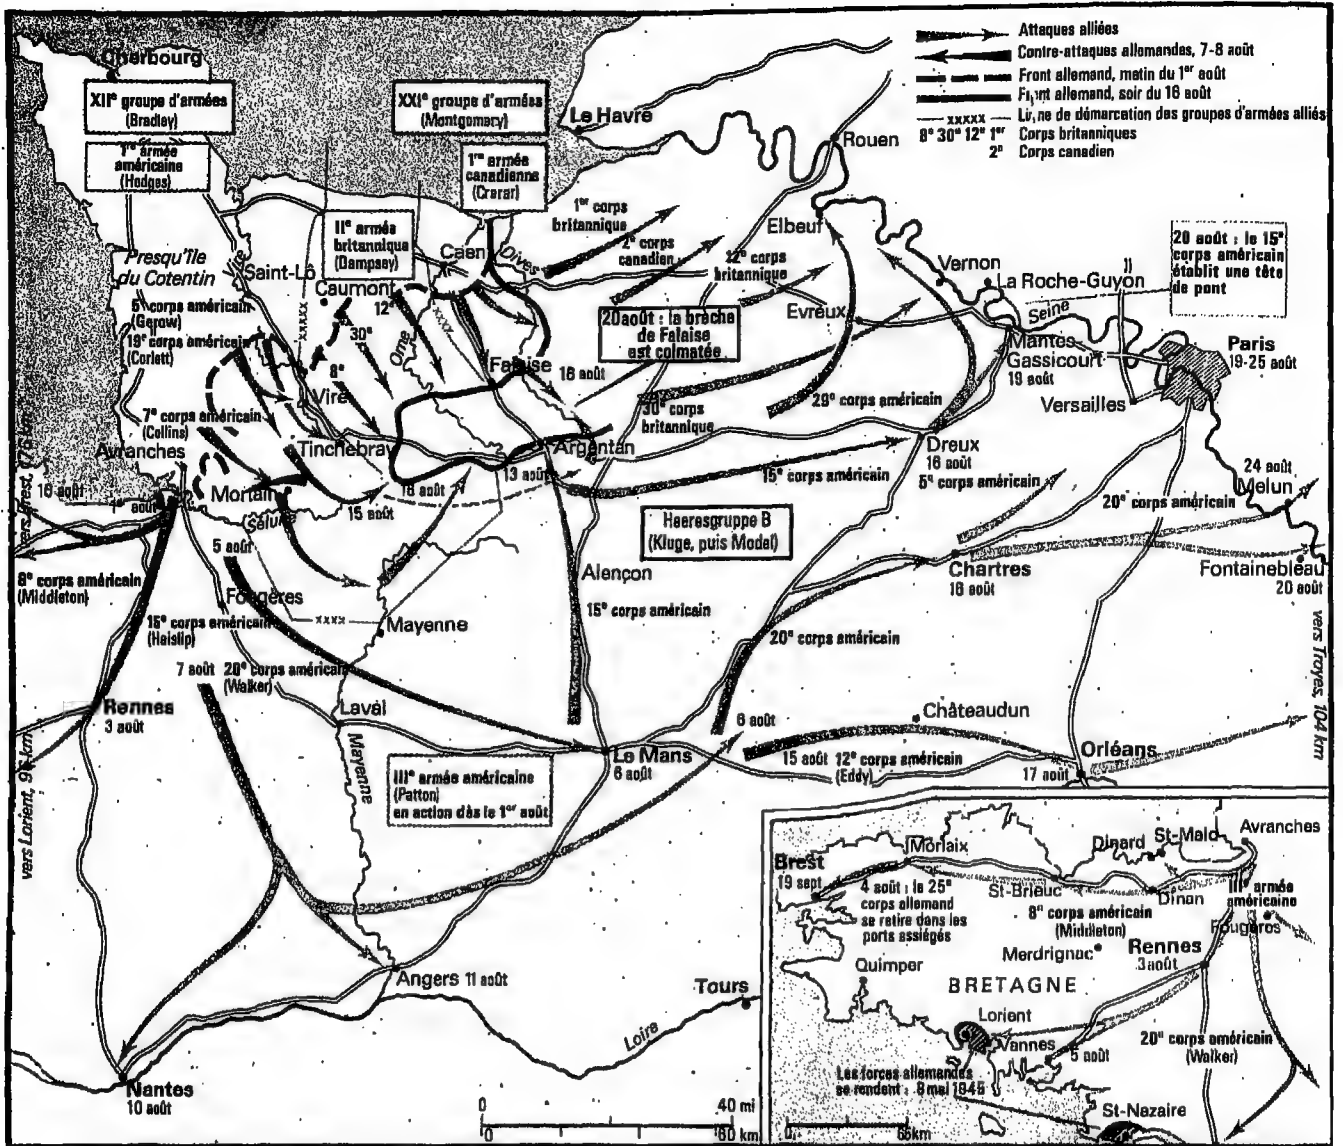 Attaques alliées
Contre-attaques allemandes, 7-8 août
Front allemand, matin du 1er août
Front allemand, soir du 16 août
xxxxx Ligne de démarcation des groupes d'armées alliés
8e 30e 12e 1er Corps britanniques
2e Corps canadien
Cherbourg
XIIe groupe d'armées
(Bradley)
1re armée
américaine
(Hodges)
XXIe groupe d'armées
(Montgomery)
1re armée
canadienne
(Crerar)
IIe armée
britannique
(Dempsey)
Le Havre
Rouen
Elbeuf
1er corps
britannique
2e corps
canadien
12e corps
britannique
Caen
Dives
Presqu'île
du Cotentin
Vire
Saint-Lô
Caumont
12e
xxxxx
xxxxx
30e
8e
Orne
5e corps américain
(Gerow)
19e corps américain
(Corlett)
Vernon
La Roche-Guyon
Seine
20 août : le 15e
corps américain
établit une tête
de pont
Evreux
20 août : la brèche
de Falaise
est colmatée
Mantes
Gassicourt
19 août
Paris
19-25 août
Versailles
Falaise
16 août
Vire
7e corps américain
(Collins)
Avranches
Tinchebray
30e corps
britannique
29e corps américain
Argentan
13 août
Dreux
16 août
15e corps américain
5e corps américain
24 août
Melun
20e corps américain
16 août
1er août
Mortain
Sélune
15 août
18 août
vers Brest, 176 km
5 août
Heeresgruppe B
(Kluge, puis Model)
Alençon
Chartres
16 août
Fontainebleau
20 août
8e corps américain
(Middleton)
Fougères
15e corps américain
(Haislip)
xxxx
Mayenne
15e corps américain
20e corps américain
7 août 20e corps américain
(Walker)
vers Troyes, 104 km
Rennes
3 août
Laval
6 août
Châteaudun
Mayenne
Le Mans
6 août
15 août 12e corps américain
(Eddy)
Orléans
17 août
IIIe armée américaine
(Patton)
en action dès le 1er août
vers Lorient, 96 km
Angers 11 août
Tours
Loire
Nantes
10 août
0 40 mi
60 km
Brest
19 sept
Morlaix
Dinard
St-Malo
Avranches
4 août : le 25e
corps allemand
se retire dans les
ports assiégés
St-Brieuc
Dinan
IIIe armée
américaine
8e corps américain
(Middleton)
Fougères
Merdrignac
Rennes
3 août
Quimper
BRETAGNE
Lorient
Vannes
5 août
20e corps américain
(Walker)
Les forces allemandes
se rendent : 8 mai 1945
St-Nazaire
0